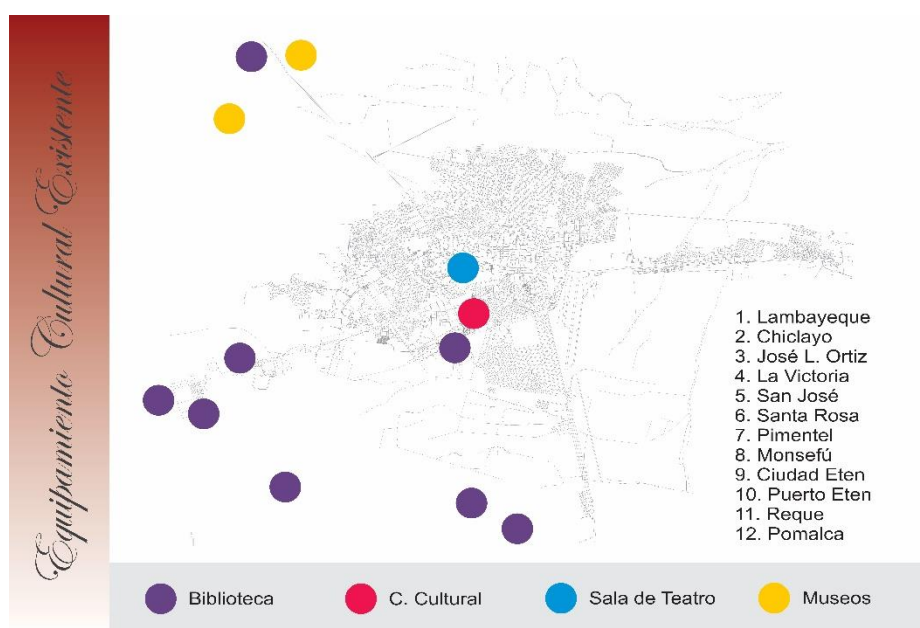 Equipamiento Cultural Existente
1. Lambayeque
2. Chiclayo
3. José L. Ortiz
4. La Victoria
5. San José
6. Santa Rosa
7. Pimentel
8. Monsefú
9. Ciudad Eten
10. Puerto Eten
11. Reque
12. Pomalca
Biblioteca
C. Cultural
Sala de Teatro
Museos